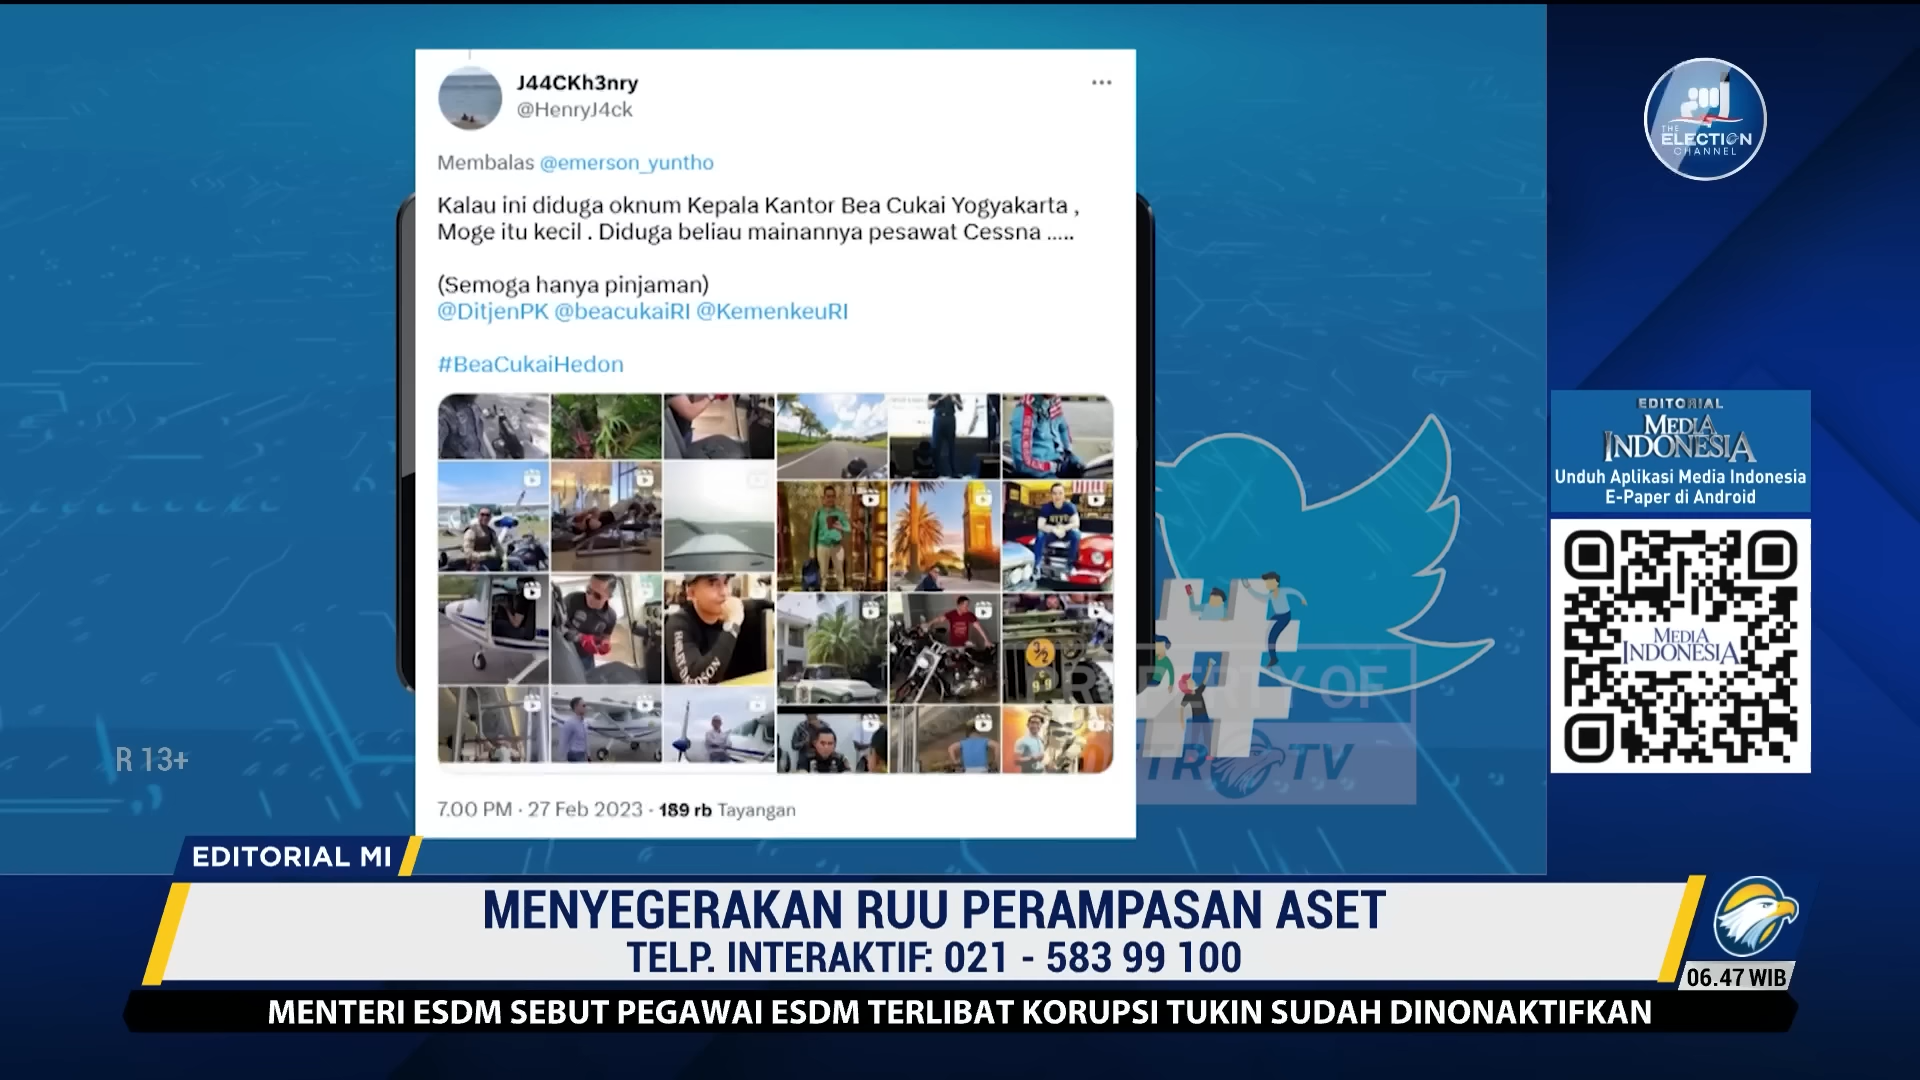 J44CKh3nry
@HenryJ4ck
Membalas @emerson_yuntho
Kalau ini diduga oknum Kepala Kantor Bea Cukai Yogyakarta ,
Moge itu kecil . Diduga beliau mainannya pesawat Cessna .....
(Semoga hanya pinjaman)
@DitjenPK @beacukaiRI @KemenkeuRI
#BeaCukaiHedon
7.00 PM · 27 Feb 2023 · 189 rb Tayangan
THE
ELECTION
CHANNEL
EDITORIAL
MEDIA
INDONESIA
Unduh Aplikasi Media Indonesia
E-Paper di Android
MEDIA
INDONESIA
PROPERTY OF
METRO TV
R 13+
EDITORIAL MI
MENYEGERAKAN RUU PERAMPASAN ASET
TELP. INTERAKTIF: 021 - 583 99 100
06.47 WIB
MENTERI ESDM SEBUT PEGAWAI ESDM TERLIBAT KORUPSI TUKIN SUDAH DINONAKTIFKAN